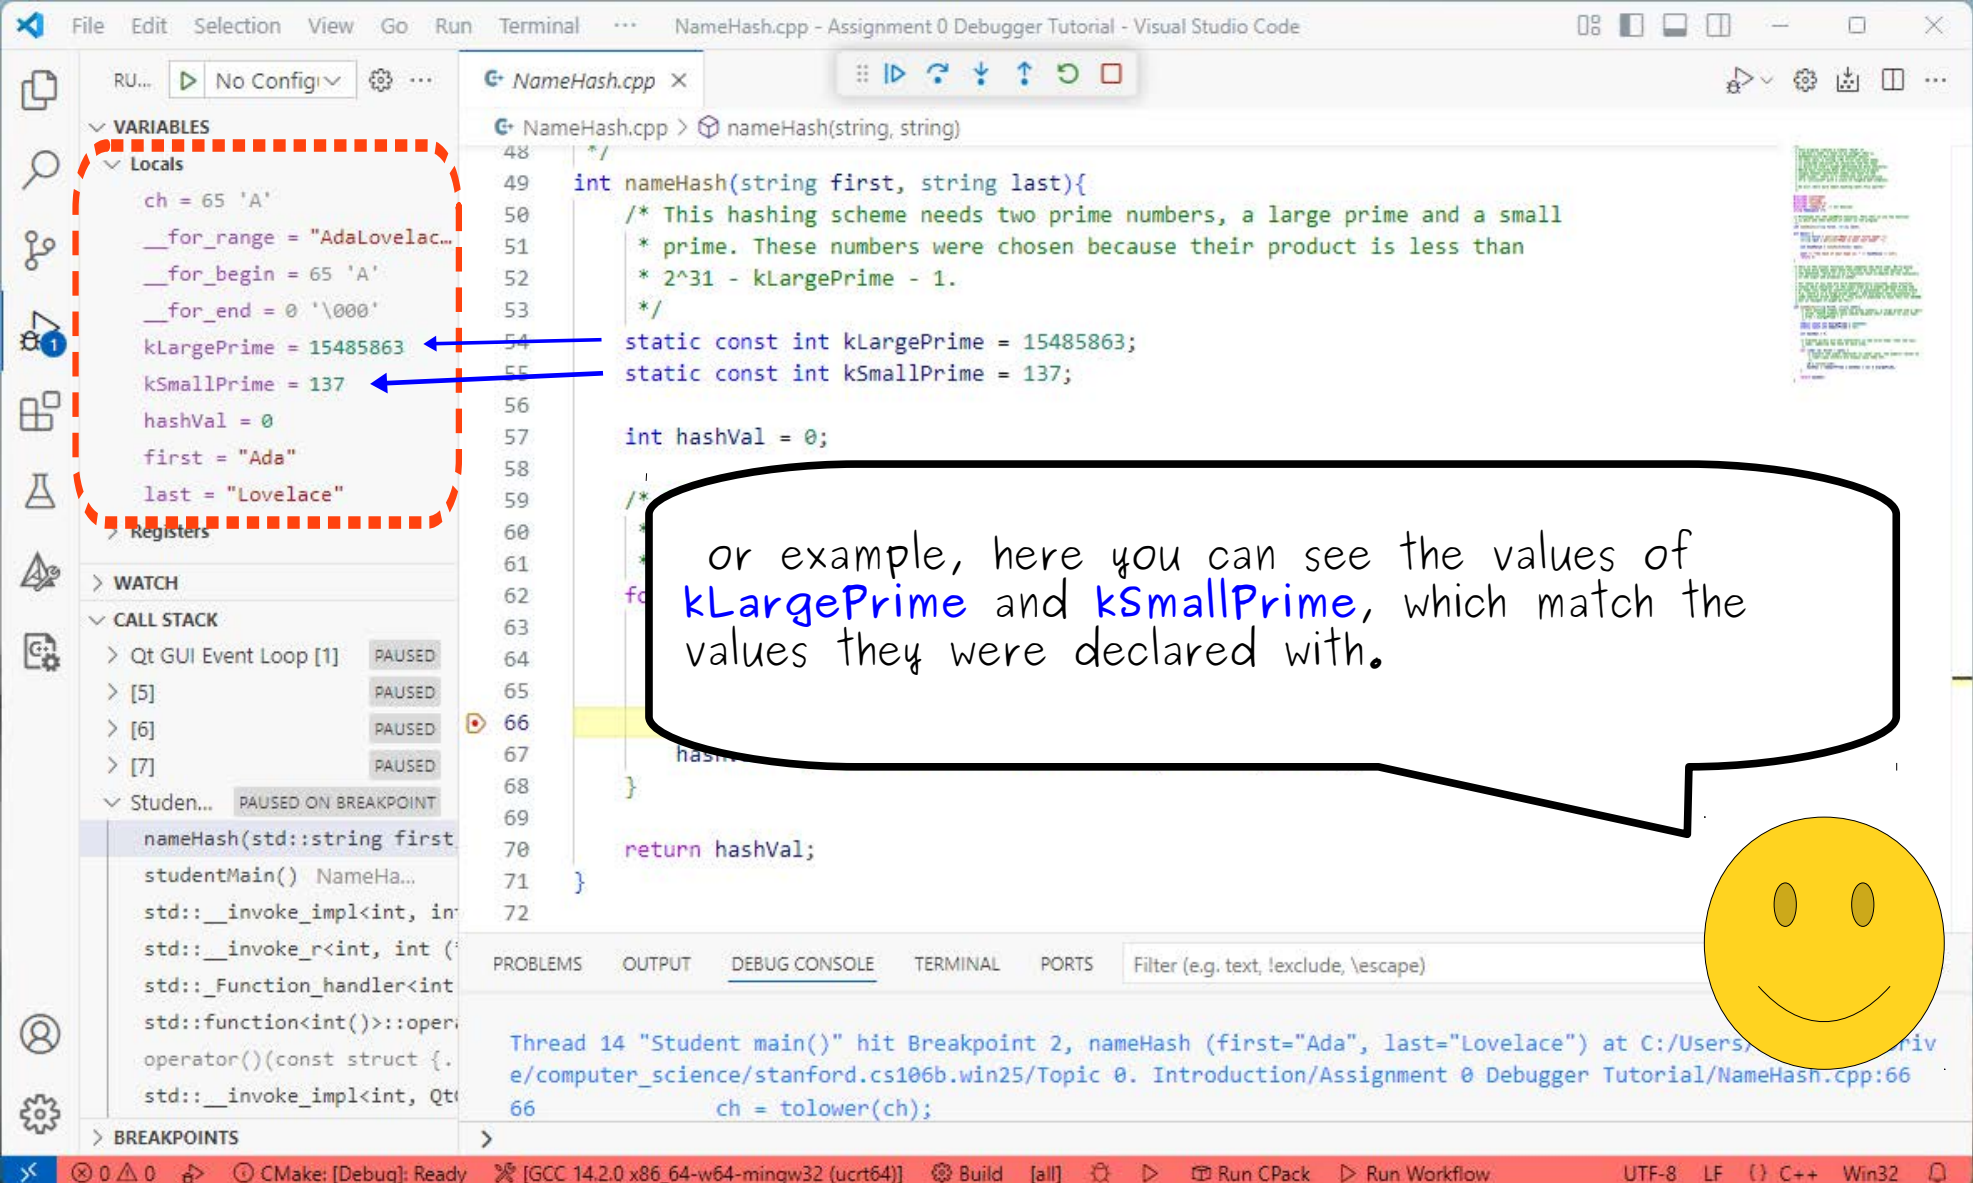 File Edit Selection View Go Run Terminal ··· NameHash.cpp - Assignment 0 Debugger Tutorial - Visual Studio Code
RU... No Config ···
NameHash.cpp
NameHash.cpp > nameHash(string, string)
VARIABLES
Locals
ch = 65 'A'
__for_range = "AdaLovelac…
__for_begin = 65 'A'
__for_end = 0 '\000'
kLargePrime = 15485863
kSmallPrime = 137
hashVal = 0
first = "Ada"
last = "Lovelace"
Registers
WATCH
CALL STACK
Qt GUI Event Loop [1] PAUSED
[5] PAUSED
[6] PAUSED
[7] PAUSED
Studen... PAUSED ON BREAKPOINT
nameHash(std::string first
studentMain() NameHa...
std::__invoke_impl<int, in
std::__invoke_r<int, int (
std::_Function_handler<int
std::function<int()>::oper
operator()(const struct {.
std::__invoke_impl<int, Qt
BREAKPOINTS
48 */
49 int nameHash(string first, string last){
50 /* This hashing scheme needs two prime numbers, a large prime and a small
51 * prime. These numbers were chosen because their product is less than
52 * 2^31 - kLargePrime - 1.
53 */
54 static const int kLargePrime = 15485863;
55 static const int kSmallPrime = 137;
56
57 int hashVal = 0;
58
59 /*
60 *
61 *
62
63
64
65
66
67
68 }
69
70 return hashVal;
71 }
72
or example, here you can see the values of
kLargePrime and kSmallPrime, which match the
values they were declared with.
PROBLEMS OUTPUT DEBUG CONSOLE TERMINAL PORTS Filter (e.g. text, !exclude, \escape)
Thread 14 "Student main()" hit Breakpoint 2, nameHash (first="Ada", last="Lovelace") at C:/Users/
e/computer_science/stanford.cs106b.win25/Topic 0. Introduction/Assignment 0 Debugger Tutorial/NameHash.cpp:66
66 ch = tolower(ch);
>
0 0 CMake: [Debug]: Ready [GCC 14.2.0 x86_64-w64-mingw32 (ucrt64)] Build [all] Run CPack Run Workflow UTF-8 LF {} C++ Win32